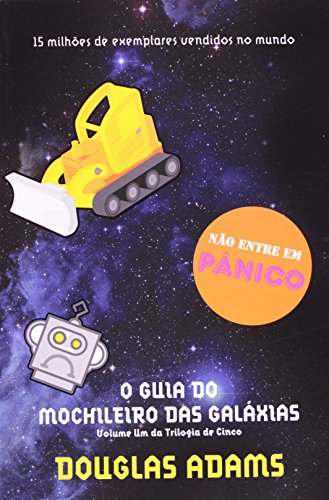 15 milhões de exemplares vendidos no mundo
NÃO ENTRE EM
PÂNICO
O GUIA DO
MOCHILEIRO DAS GALÁXIAS
Volume Um da Trilogia de Cinco
DOUGLAS ADAMS